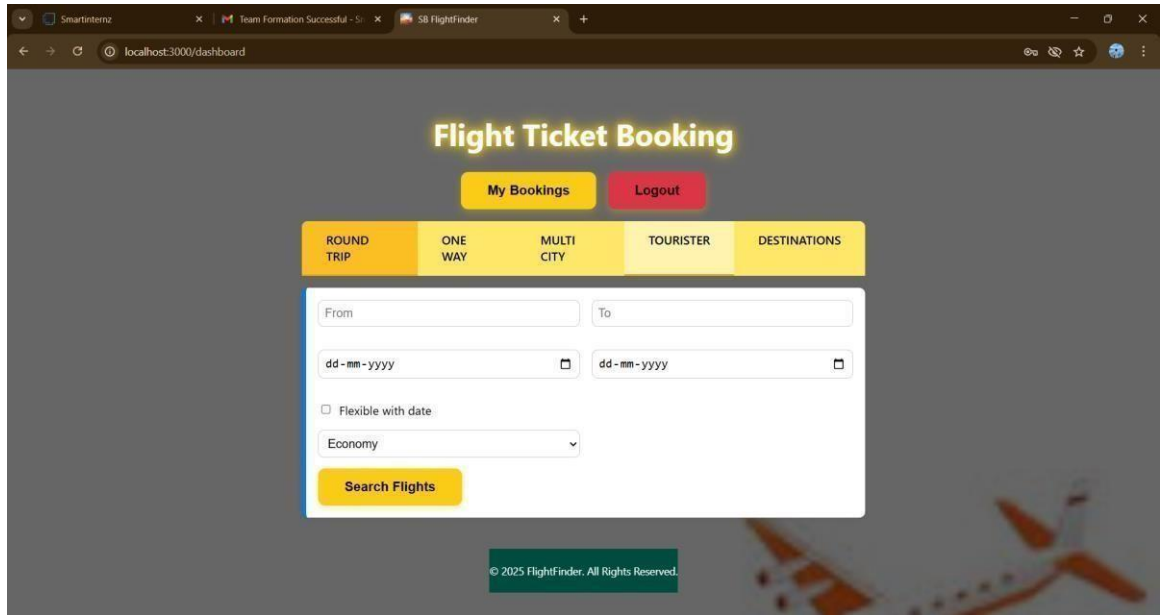 Smartinternz
Team Formation Successful - S
SB FlightFinder
localhost:3000/dashboard
Flight Ticket Booking
My Bookings
Logout
ROUND
TRIP
ONE
WAY
MULTI
CITY
TOURISTER
DESTINATIONS
From
To
dd-mm-yyyy
dd-mm-yyyy
Flexible with date
Economy
Search Flights
© 2025 FlightFinder. All Rights Reserved.